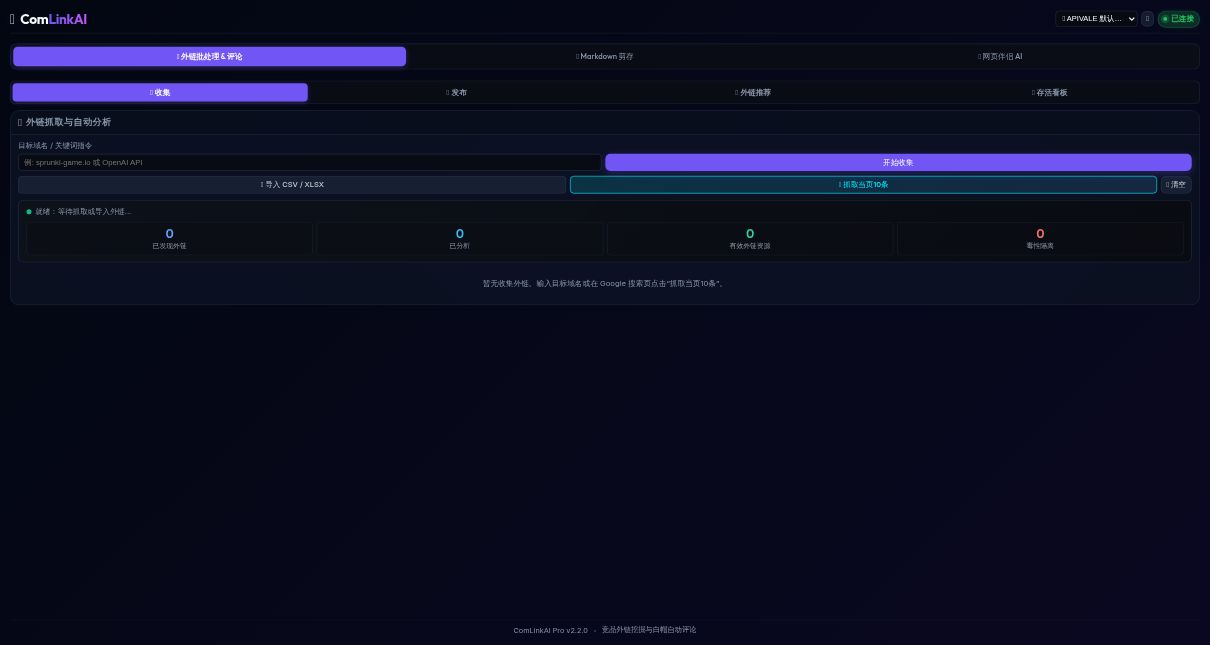 ComLinkAI
APIVALE 默认... 已连接
外链批处理 & 评论 Markdown 剪存 网页伴侣 AI
收集 发布 外链推荐 存活看板
外链抓取与自动分析
目标域名 / 关键词指令
例: sprunki-game.io 或 OpenAI API 开始收集
导入 CSV / XLSX 抓取当页10条 清空
就绪：等待抓取或导入外链...
0 0 0 0
已发现外链 已分析 有效外链资源 毒性隔离
暂无收集外链。输入目标域名或在 Google 搜索页点击“抓取当页10条”。
ComLinkAI Pro v2.2.0 · 竞品外链挖掘与白帽自动评论